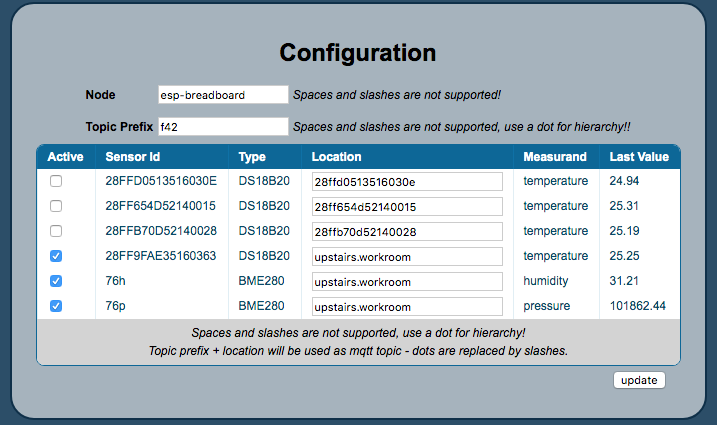 Configuration
Node esp-breadboard Spaces and slashes are not supported!
Topic Prefix f42 Spaces and slashes are not supported, use a dot for hierarchy!!
Active Sensor Id Type Location Measurand Last Value
28FFD0513516030E DS18B20 28ffd0513516030e temperature 24.94
28FF654D52140015 DS18B20 28ff654d52140015 temperature 25.31
28FFB70D52140028 DS18B20 28ffb70d52140028 temperature 25.19
28FF9FAE35160363 DS18B20 upstairs.workroom temperature 25.25
76h BME280 upstairs.workroom humidity 31.21
76p BME280 upstairs.workroom pressure 101862.44
Spaces and slashes are not supported, use a dot for hierarchy!
Topic prefix + location will be used as mqtt topic - dots are replaced by slashes.
update